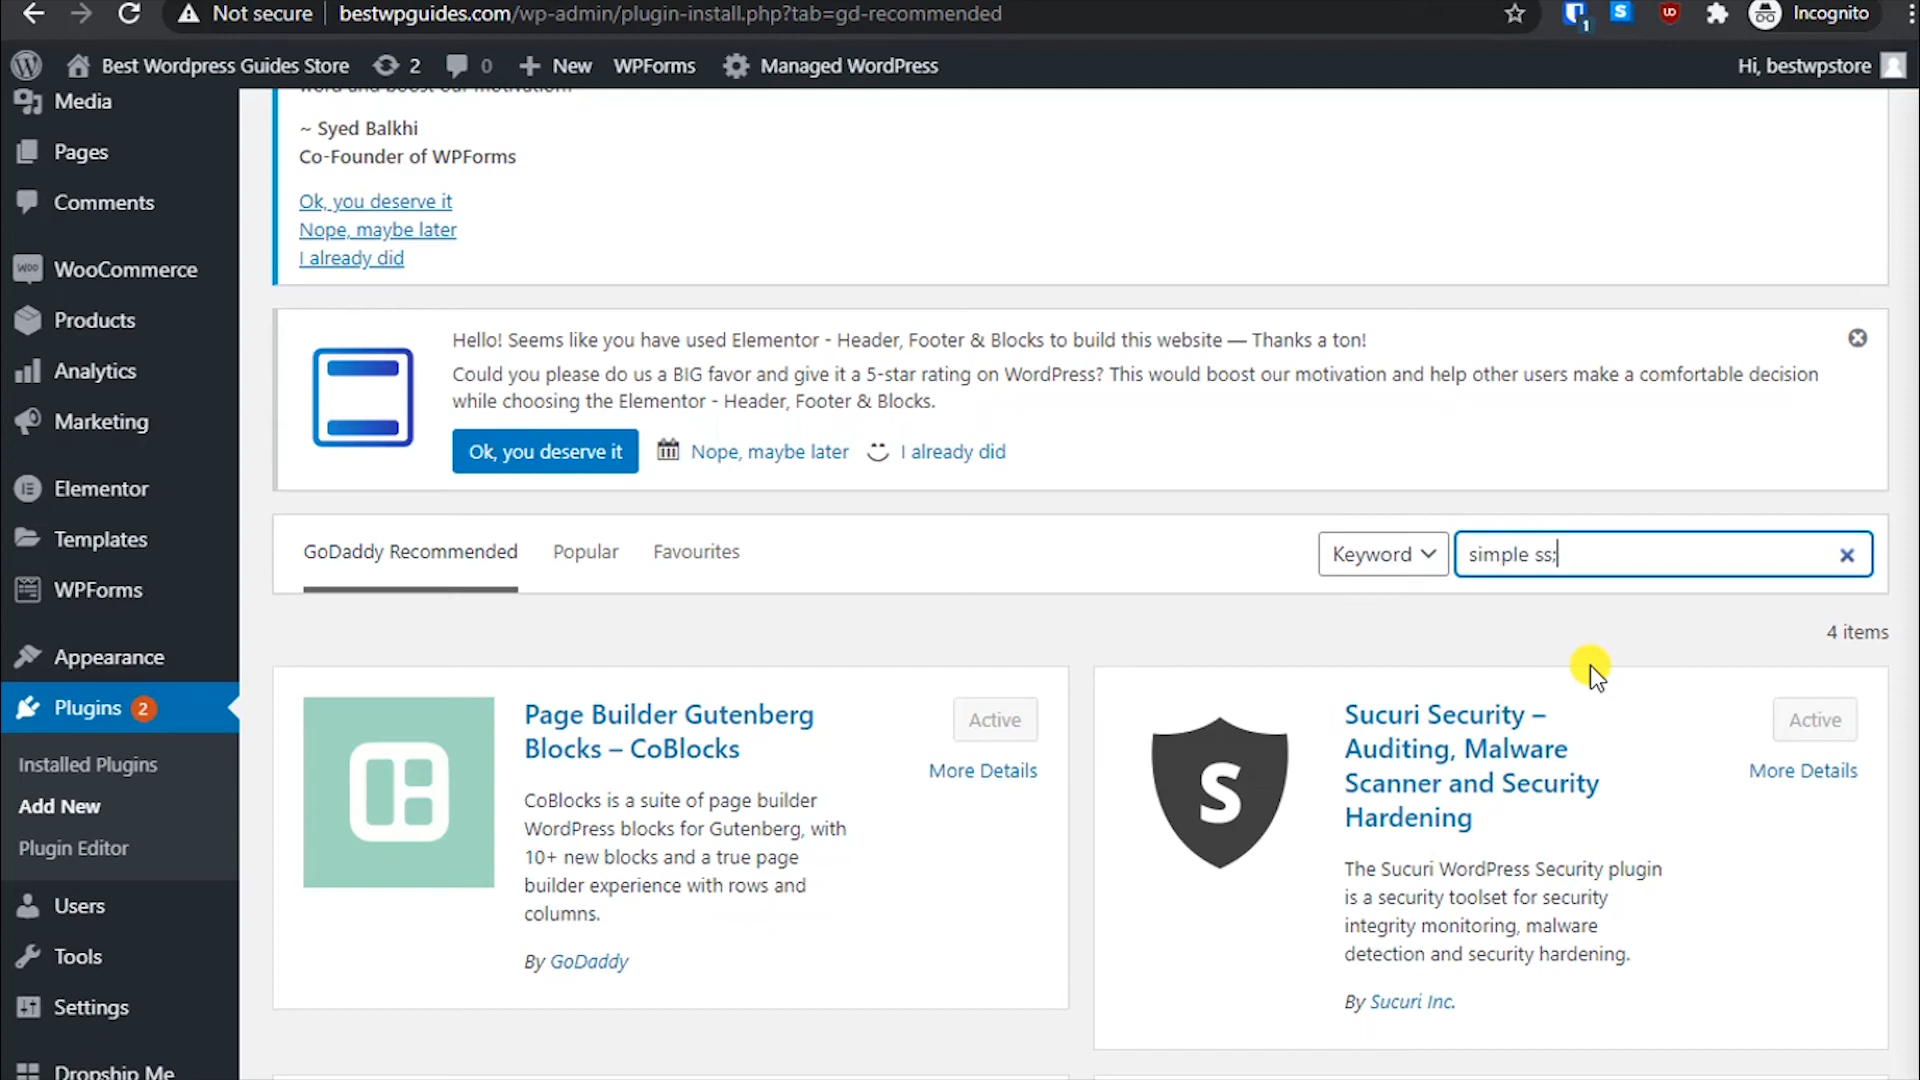 Not secure bestwpguides.com/wp-admin/plugin-install.php?tab=gd-recommended 1 UD Incognito
Best Wordpress Guides Store 2 0 New WPForms Managed WordPress Hi, bestwpstore
Media
Pages
Comments
WooCommerce
Products
Analytics
Marketing
Elementor
Templates
WPForms
Appearance
Plugins 2
Installed Plugins
Add New
Plugin Editor
Users
Tools
Settings
Dropship Me
word and boost our motivation.
~ Syed Balkhi
Co-Founder of WPForms
Ok, you deserve it
Nope, maybe later
I already did
Hello! Seems like you have used Elementor - Header, Footer & Blocks to build this website — Thanks a ton!
Could you please do us a BIG favor and give it a 5-star rating on WordPress? This would boost our motivation and help other users make a comfortable decision
while choosing the Elementor - Header, Footer & Blocks.
Ok, you deserve it Nope, maybe later I already did
GoDaddy Recommended Popular Favourites Keyword simple ss;
4 items
Page Builder Gutenberg
Blocks – CoBlocks
Active
More Details
CoBlocks is a suite of page builder
WordPress blocks for Gutenberg, with
10+ new blocks and a true page
builder experience with rows and
columns.
By GoDaddy
S
Sucuri Security –
Auditing, Malware
Scanner and Security
Hardening
Active
More Details
The Sucuri WordPress Security plugin
is a security toolset for security
integrity monitoring, malware
detection and security hardening.
By Sucuri Inc.